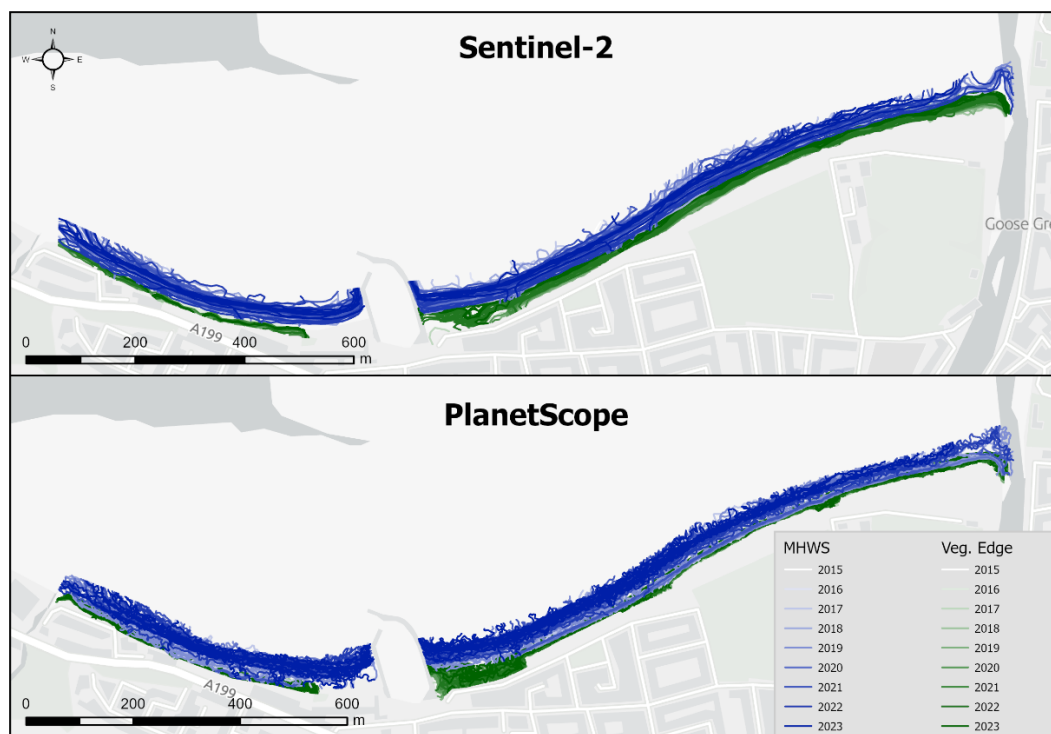 Sentinel-2
N
W E
S
Goose Gre
A199
0 200 400 600
m
PlanetScope
MHWS Veg. Edge
2015 2015
2016 2016
2017 2017
2018 2018
2019 2019
2020 2020
2021 2021
2022 2022
2023 2023
A199
0 200 400 600
m